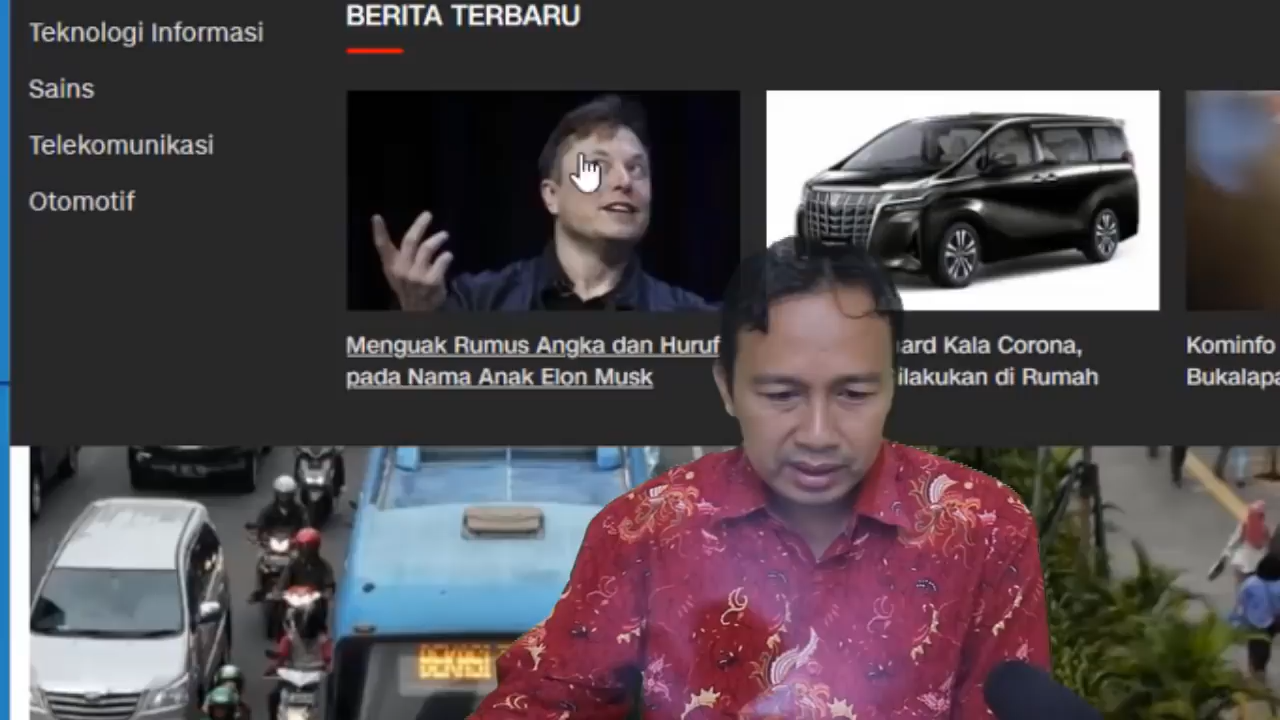 Teknologi Informasi
Sains
Telekomunikasi
Otomotif
BERITA TERBARU
Menguak Rumus Angka dan Huruf
pada Nama Anak Elon Musk
Kala Corona,
di Rumah
Kominfo
BEKASI